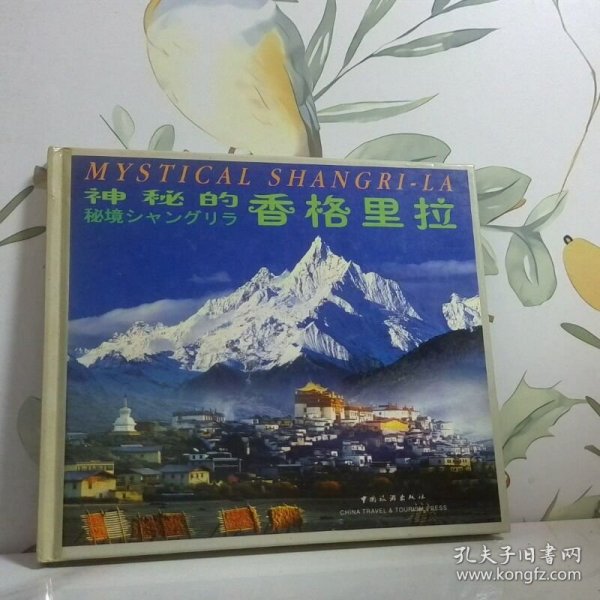 MYSTICAL SHANGRI-LA
神秘的 香格里拉
秘境シャングリラ
中国旅游出版社
CHINA TRAVEL & TOURISM PRESS
孔夫子旧书网
www.kongfz.com